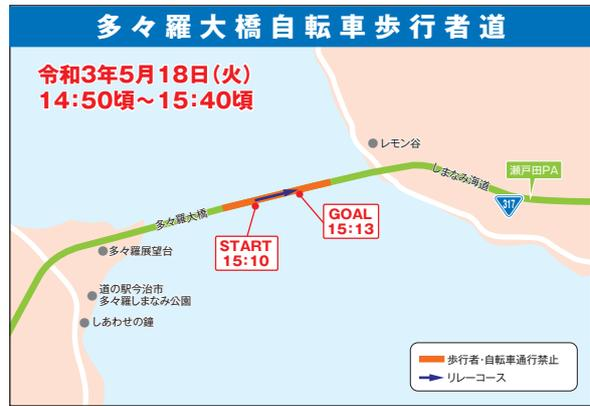 多々羅大橋自転車歩行者道
令和3年5月18日(火)
14:50頃～15:40頃
レモン谷
しまなみ海道
瀬戸田PA
317
多々羅大橋
GOAL
15:13
START
15:10
多々羅展望台
道の駅今治市
多々羅しまなみ公園
しあわせの鐘
歩行者・自転車通行禁止
リレーコース